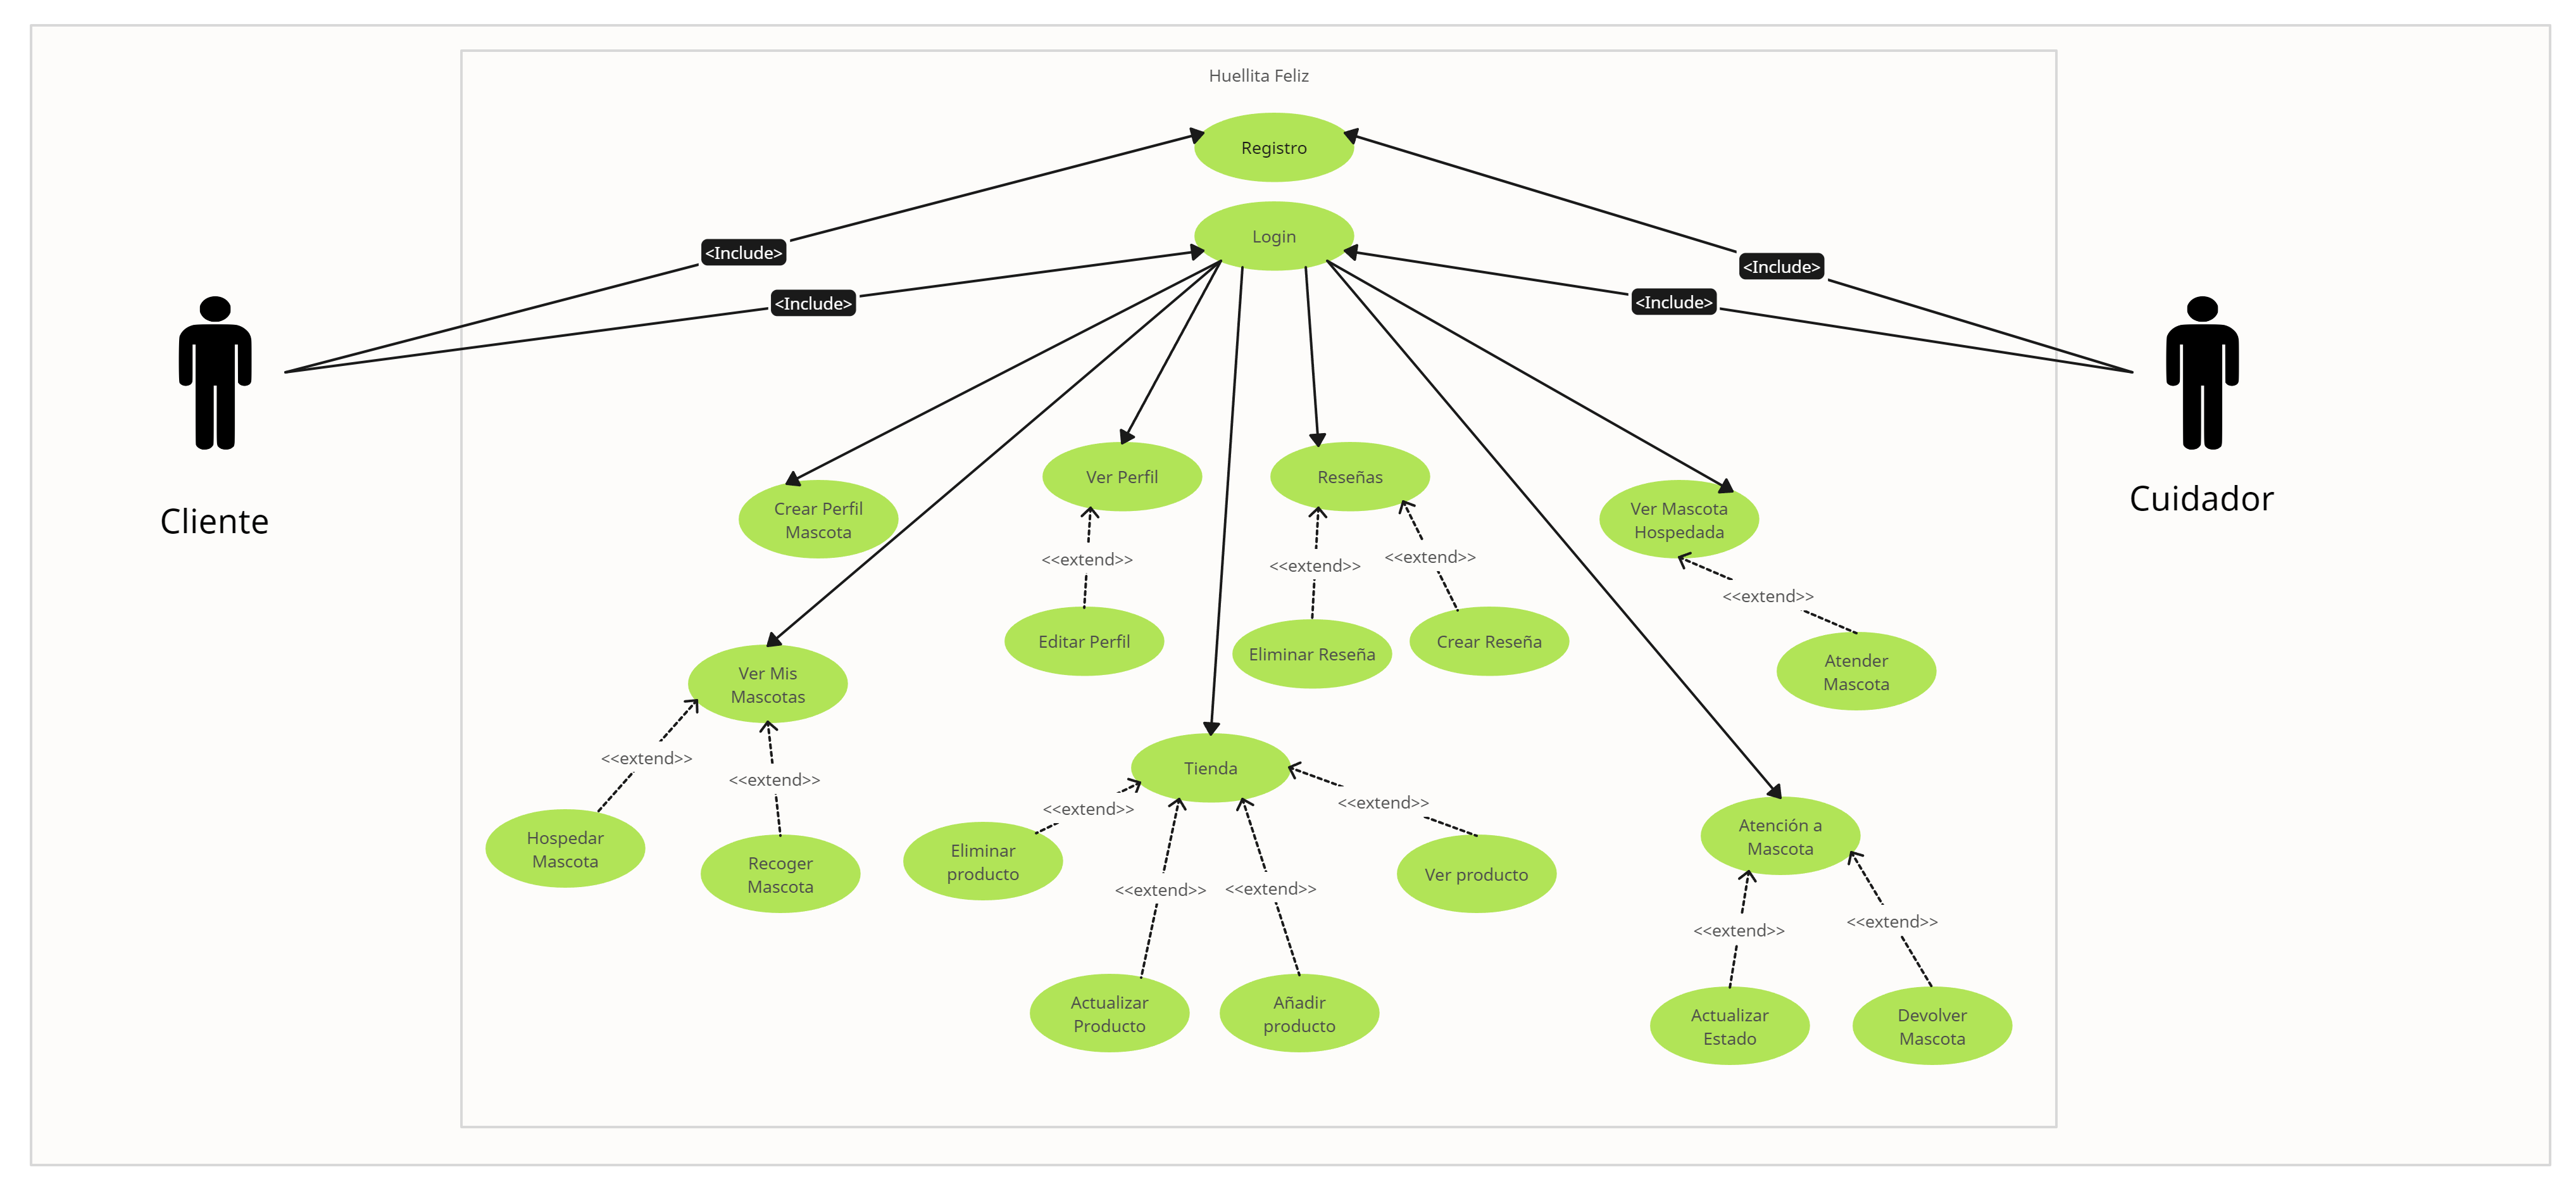 Huellita Feliz
Registro
Login
<Include>
<Include>
<Include>
<Include>
Cliente
Cuidador
Ver Perfil
Reseñas
Crear Perfil
Mascota
Ver Mascota
Hospedada
<<extend>>
<<extend>>
<<extend>>
<<extend>>
Editar Perfil
Eliminar Reseña
Crear Reseña
Atender
Mascota
Ver Mis
Mascotas
<<extend>>
<<extend>>
Tienda
<<extend>>
<<extend>>
Hospedar
Mascota
Recoger
Mascota
Eliminar
producto
Ver producto
Atención a
Mascota
<<extend>>
<<extend>>
<<extend>>
<<extend>>
Actualizar
Producto
Añadir
producto
Actualizar
Estado
Devolver
Mascota